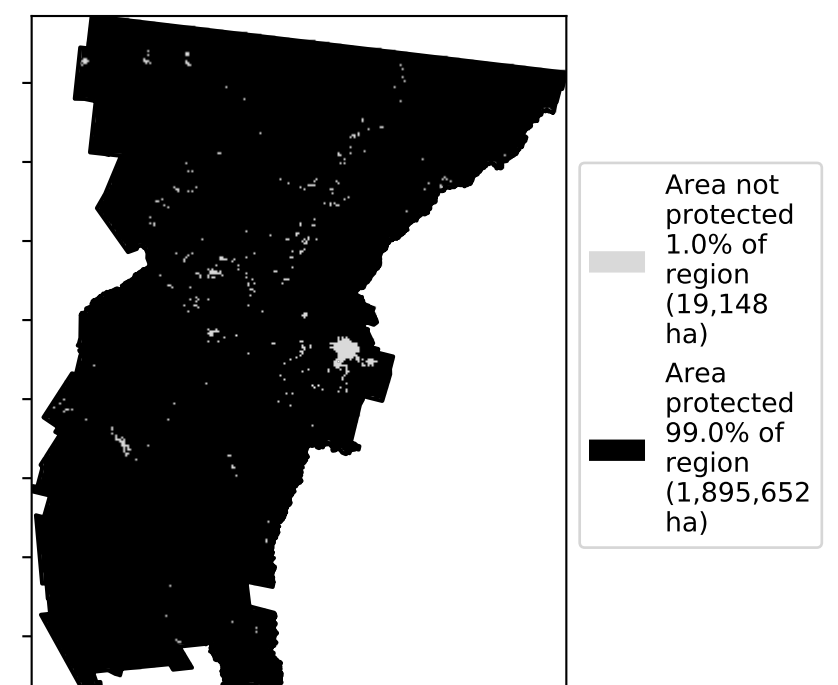 Area not
protected
1.0% of
region
(19,148
ha)
Area
protected
99.0% of
region
(1,895,652
ha)